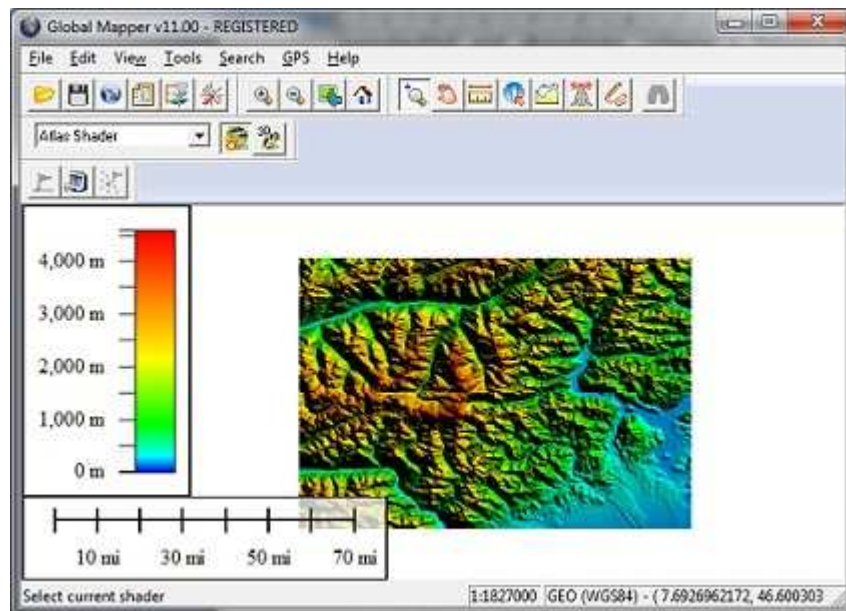 Global Mapper v11.00 - REGISTERED
File Edit View Tools Search GPS Help
Atlas Shader
3D
4,000 m
3,000 m
2,000 m
1,000 m
0 m
10 mi 30 mi 50 mi 70 mi
Select current shader 1:1827000 GEO (WGS84) - ( 7.6926962172, 46.600303